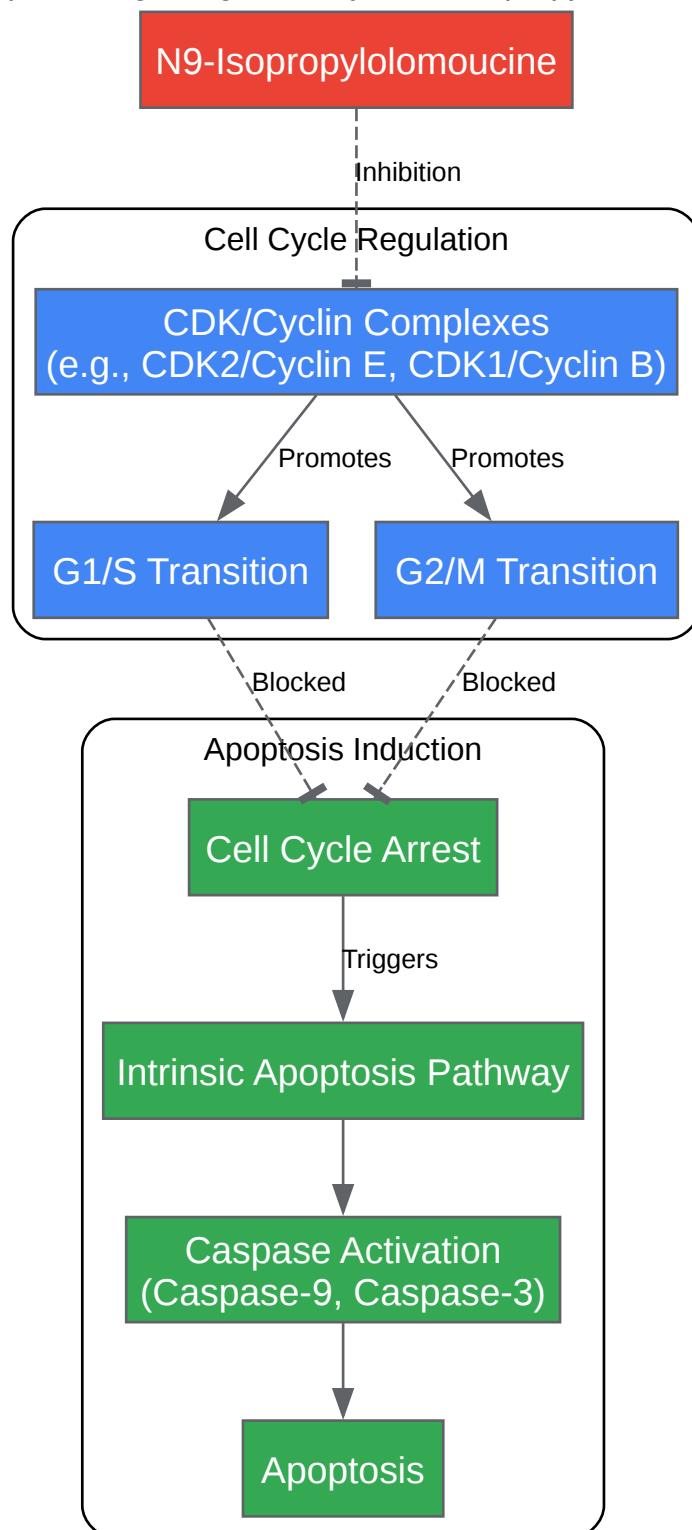 N9-Isopropylolomoucine
Inhibition
Cell Cycle Regulation
CDK/Cyclin Complexes
(e.g., CDK2/Cyclin E, CDK1/Cyclin B)
Promotes
Promotes
G1/S Transition
G2/M Transition
Blocked
Blocked
Apoptosis Induction
Cell Cycle Arrest
Triggers
Intrinsic Apoptosis Pathway
Caspase Activation
(Caspase-9, Caspase-3)
Apoptosis